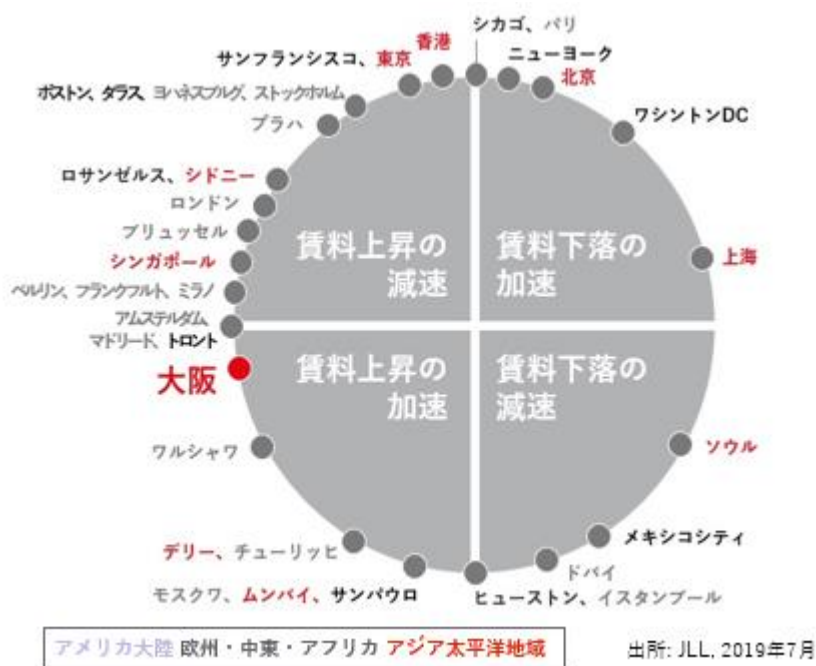 シカゴ、パリ
香港
ニューヨーク
サンフランシスコ、東京
北京
ボストン、ダラス、ヨハネスブルグ、ストックホルム
ワシントンDC
プラハ
ロサンゼルス、シドニー
ロンドン
ブリュッセル
賃料上昇の
減速
賃料下落の
加速
上海
シンガポール
ベルリン、フランクフルト、ミラノ
アムステルダム、
マドリード、トロント
大阪
賃料上昇の
加速
賃料下落の
減速
ワルシャワ
ソウル
デリー、チューリッヒ
メキシコシティ
ドバイ
モスクワ、ムンバイ、サンパウロ
ヒューストン、イスタンブール
アメリカ大陸 欧州・中東・アフリカ アジア太平洋地域
出所: JLL, 2019年7月